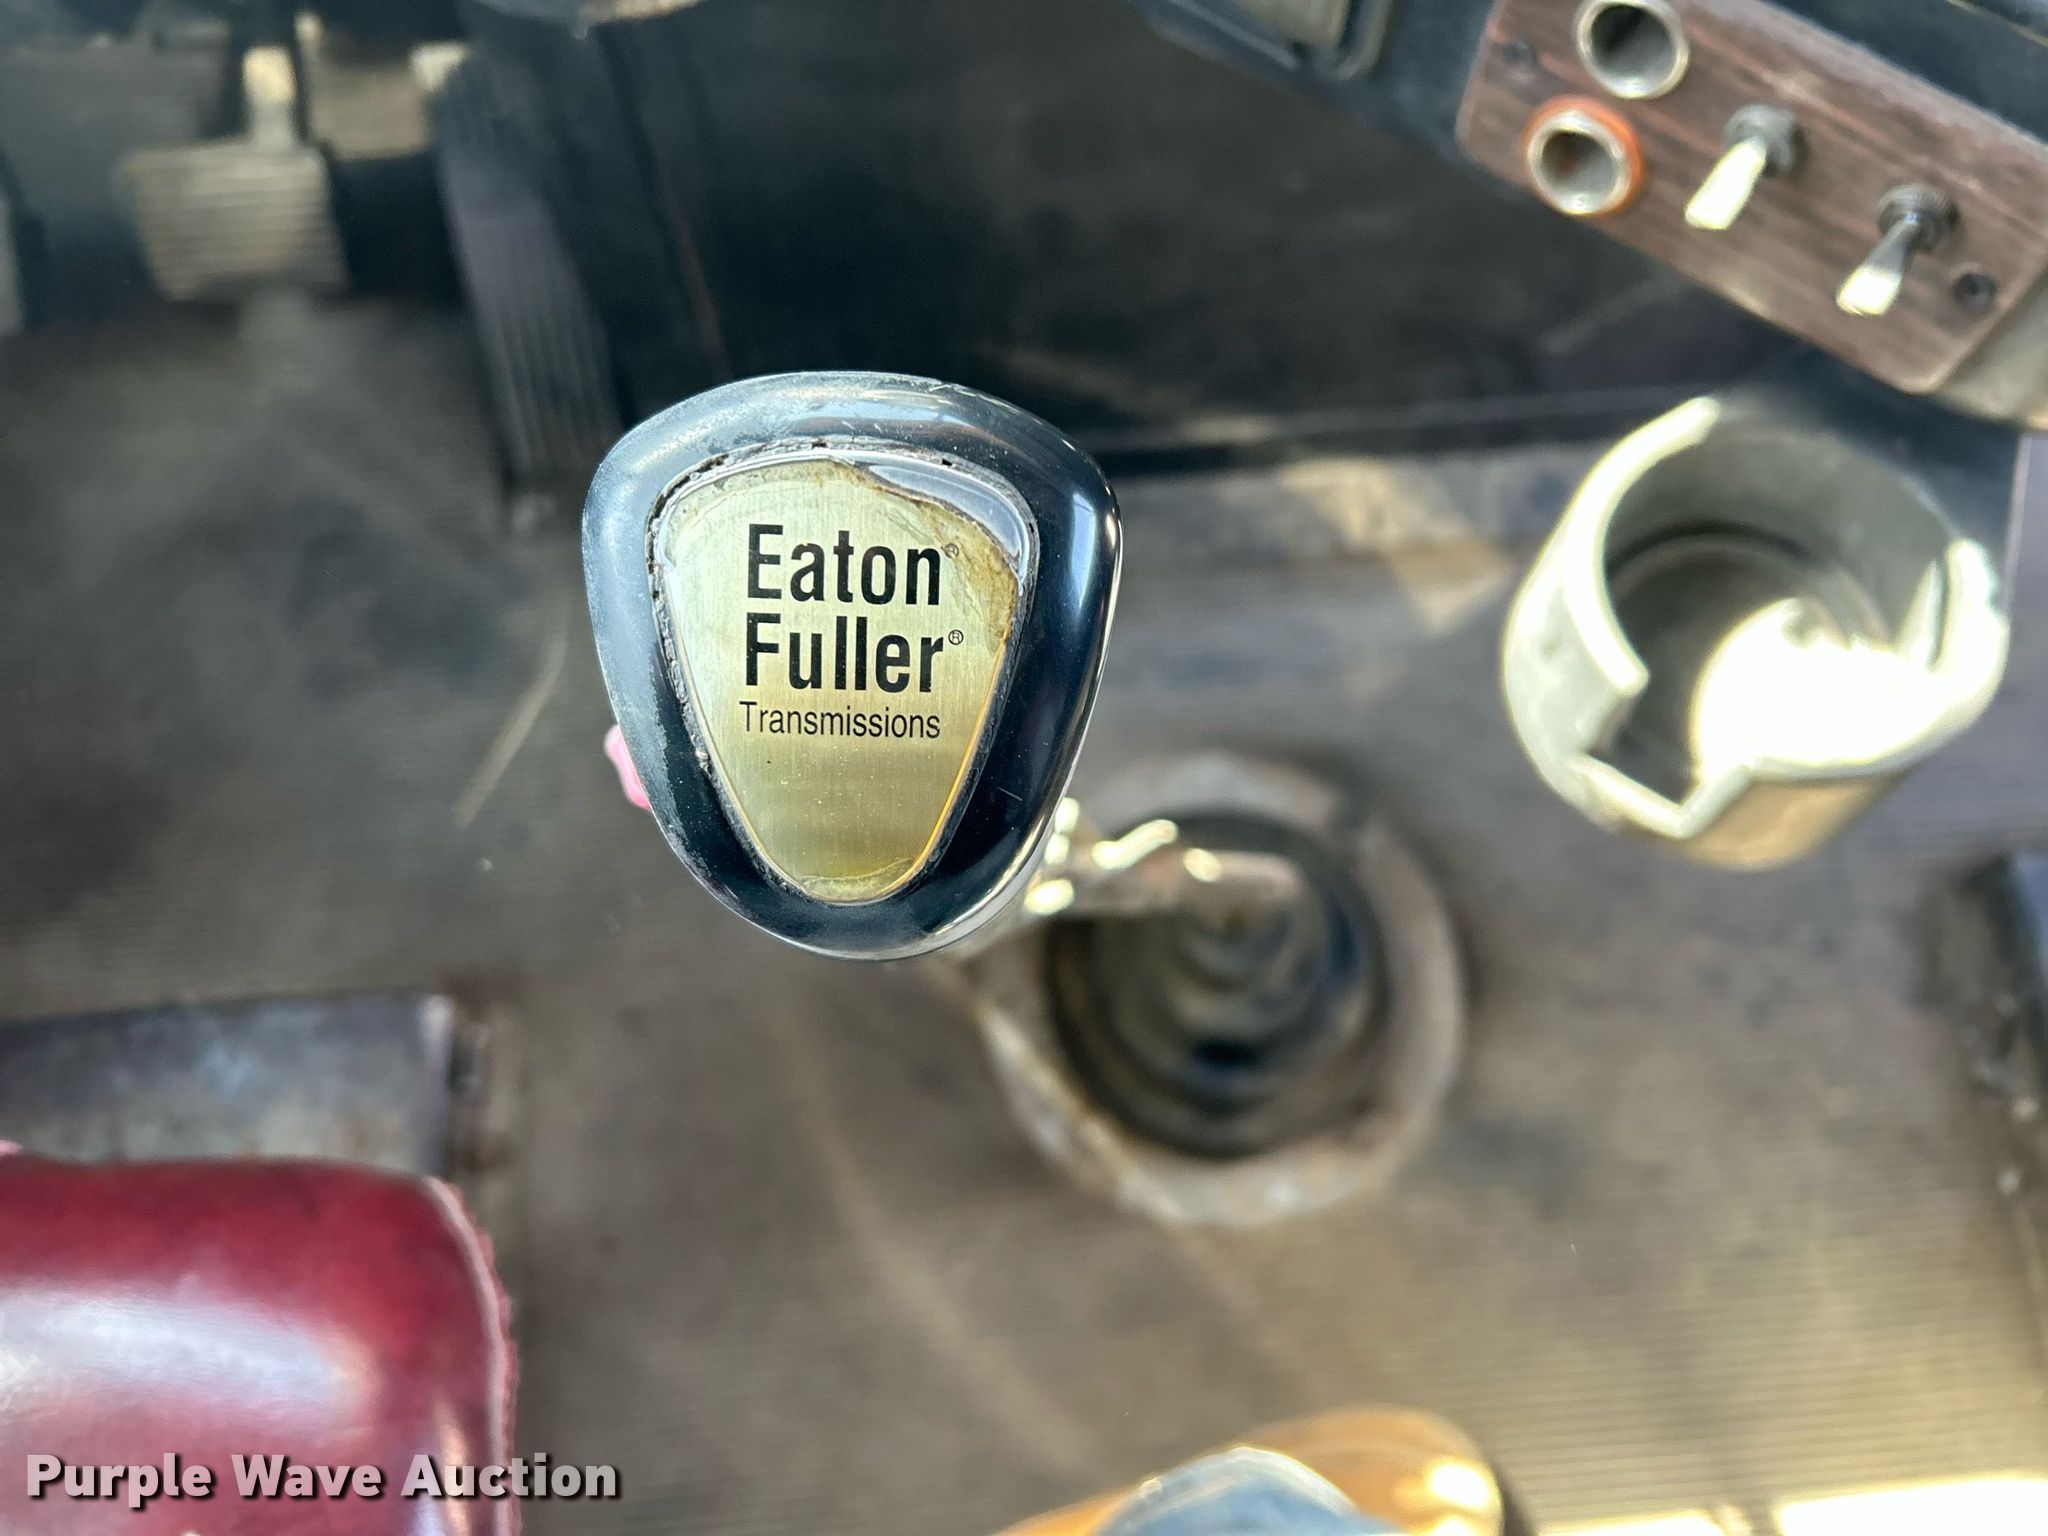 Eaton®
Fuller®
Transmissions
Purple Wave Auction